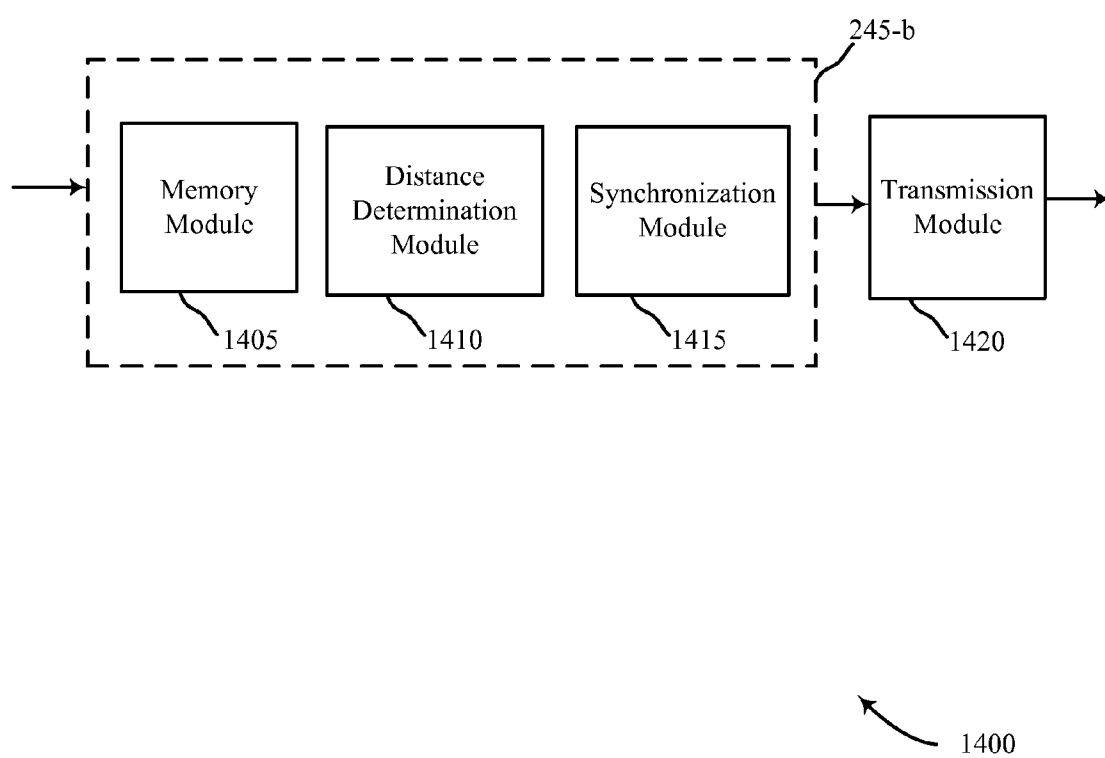 245-b
Memory
Module
Distance
Determination
Module
Synchronization
Module
Transmission
Module
1405
1410
1415
1420
1400